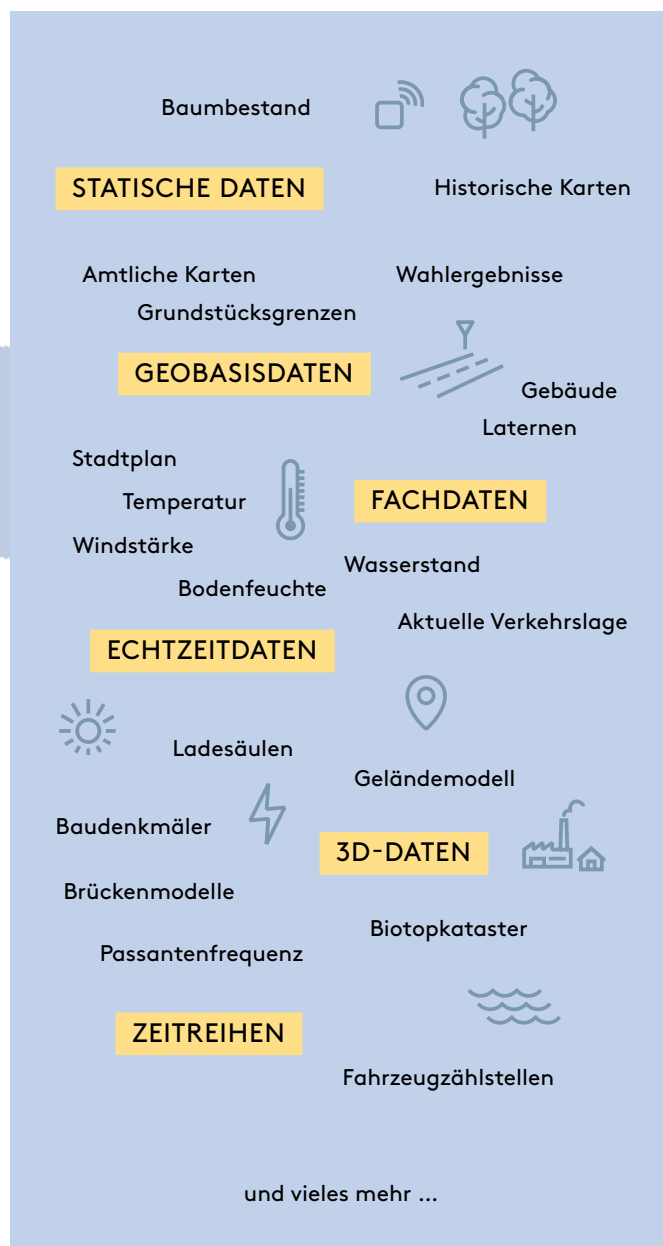 Baumbestand
STATISCHE DATEN
Historische Karten
Amtliche Karten
Wahlergebnisse
Grundstücksgrenzen
GEOBASISDATEN
Gebäude
Laternen
Stadtplan
Temperatur
FACHDATEN
Windstärke
Wasserstand
Bodenfeuchte
Aktuelle Verkehrslage
ECHTZEITDATEN
Ladesäulen
Geländemodell
Baudenkmäler
3D-DATEN
Brückenmodelle
Biotopkataster
Passantenfrequenz
ZEITREIHEN
Fahrzeugzählstellen
und vieles mehr ...